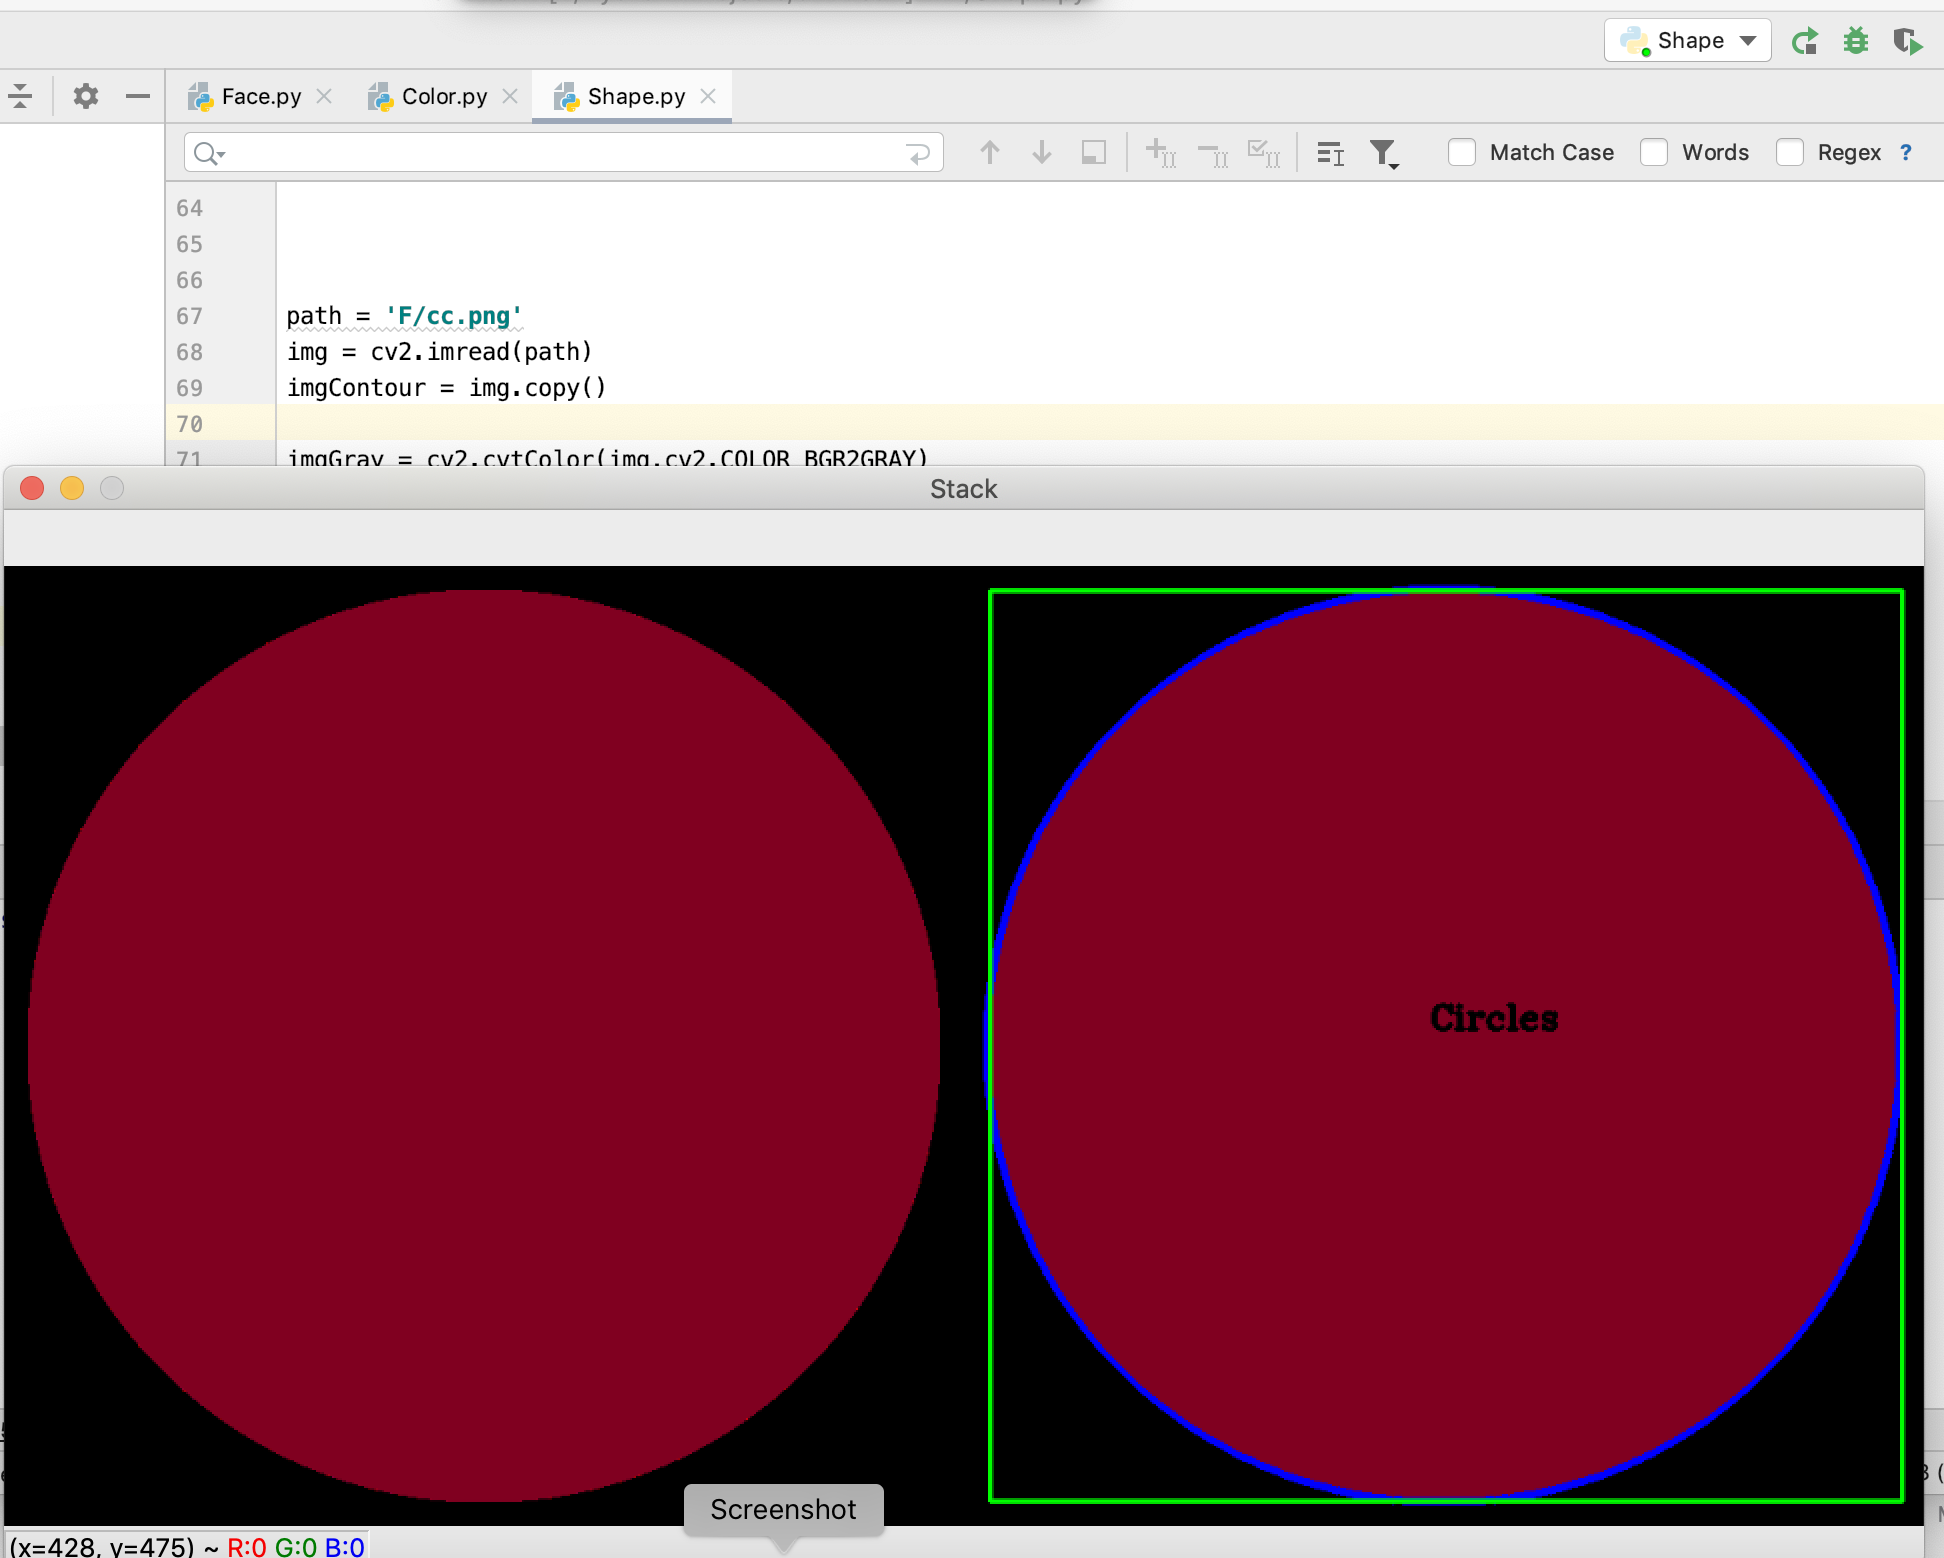 Shape
Face.py
Color.py
Shape.py
Match Case
Words
Regex ?
64
65
66
67 path = 'F/cc.png'
68 img = cv2.imread(path)
69 imgContour = img.copy()
70
71 imgGray = cv2.cvtColor(img,cv2.COLOR_BGR2GRAY)
Stack
Circles
Screenshot
(x=428, y=475) ~ R:0 G:0 B:0